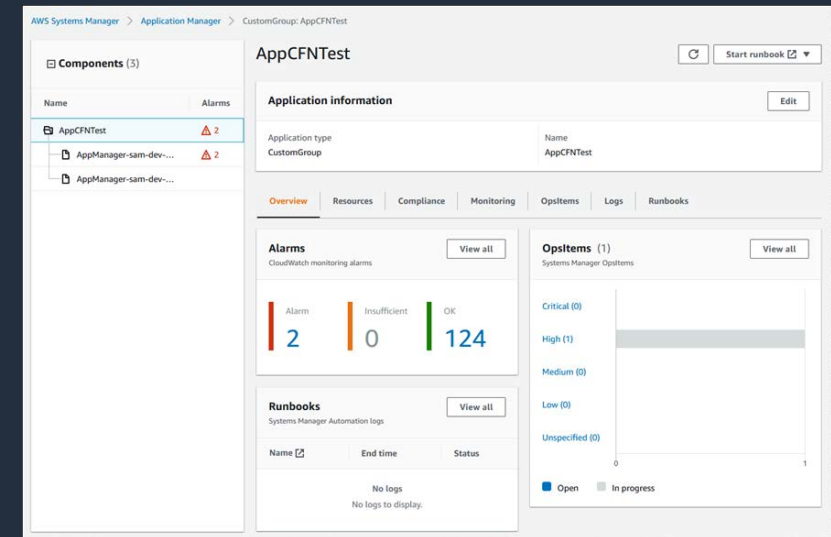 AWS Systems Manager > Application Manager > CustomGroup: AppCFNTest
Components (3)
Name Alarms
AppCFNTest 2
AppManager-sam-dev-... 2
AppManager-sam-dev-...
AppCFNTest
Start runbook
Application information
Edit
Application type
CustomGroup
Name
AppCFNTest
Overview Resources Compliance Monitoring OpsItems Logs Runbooks
Alarms
CloudWatch monitoring alarms
View all
Alarm Insufficient OK
2 0 124
Runbooks
Systems Manager Automation logs
View all
Name End time Status
No logs
No logs to display.
OpsItems (1)
Systems Manager OpsItems
View all
Critical (0)
High (1)
Medium (0)
Low (0)
Unspecified (0)
0 1
Open In progress